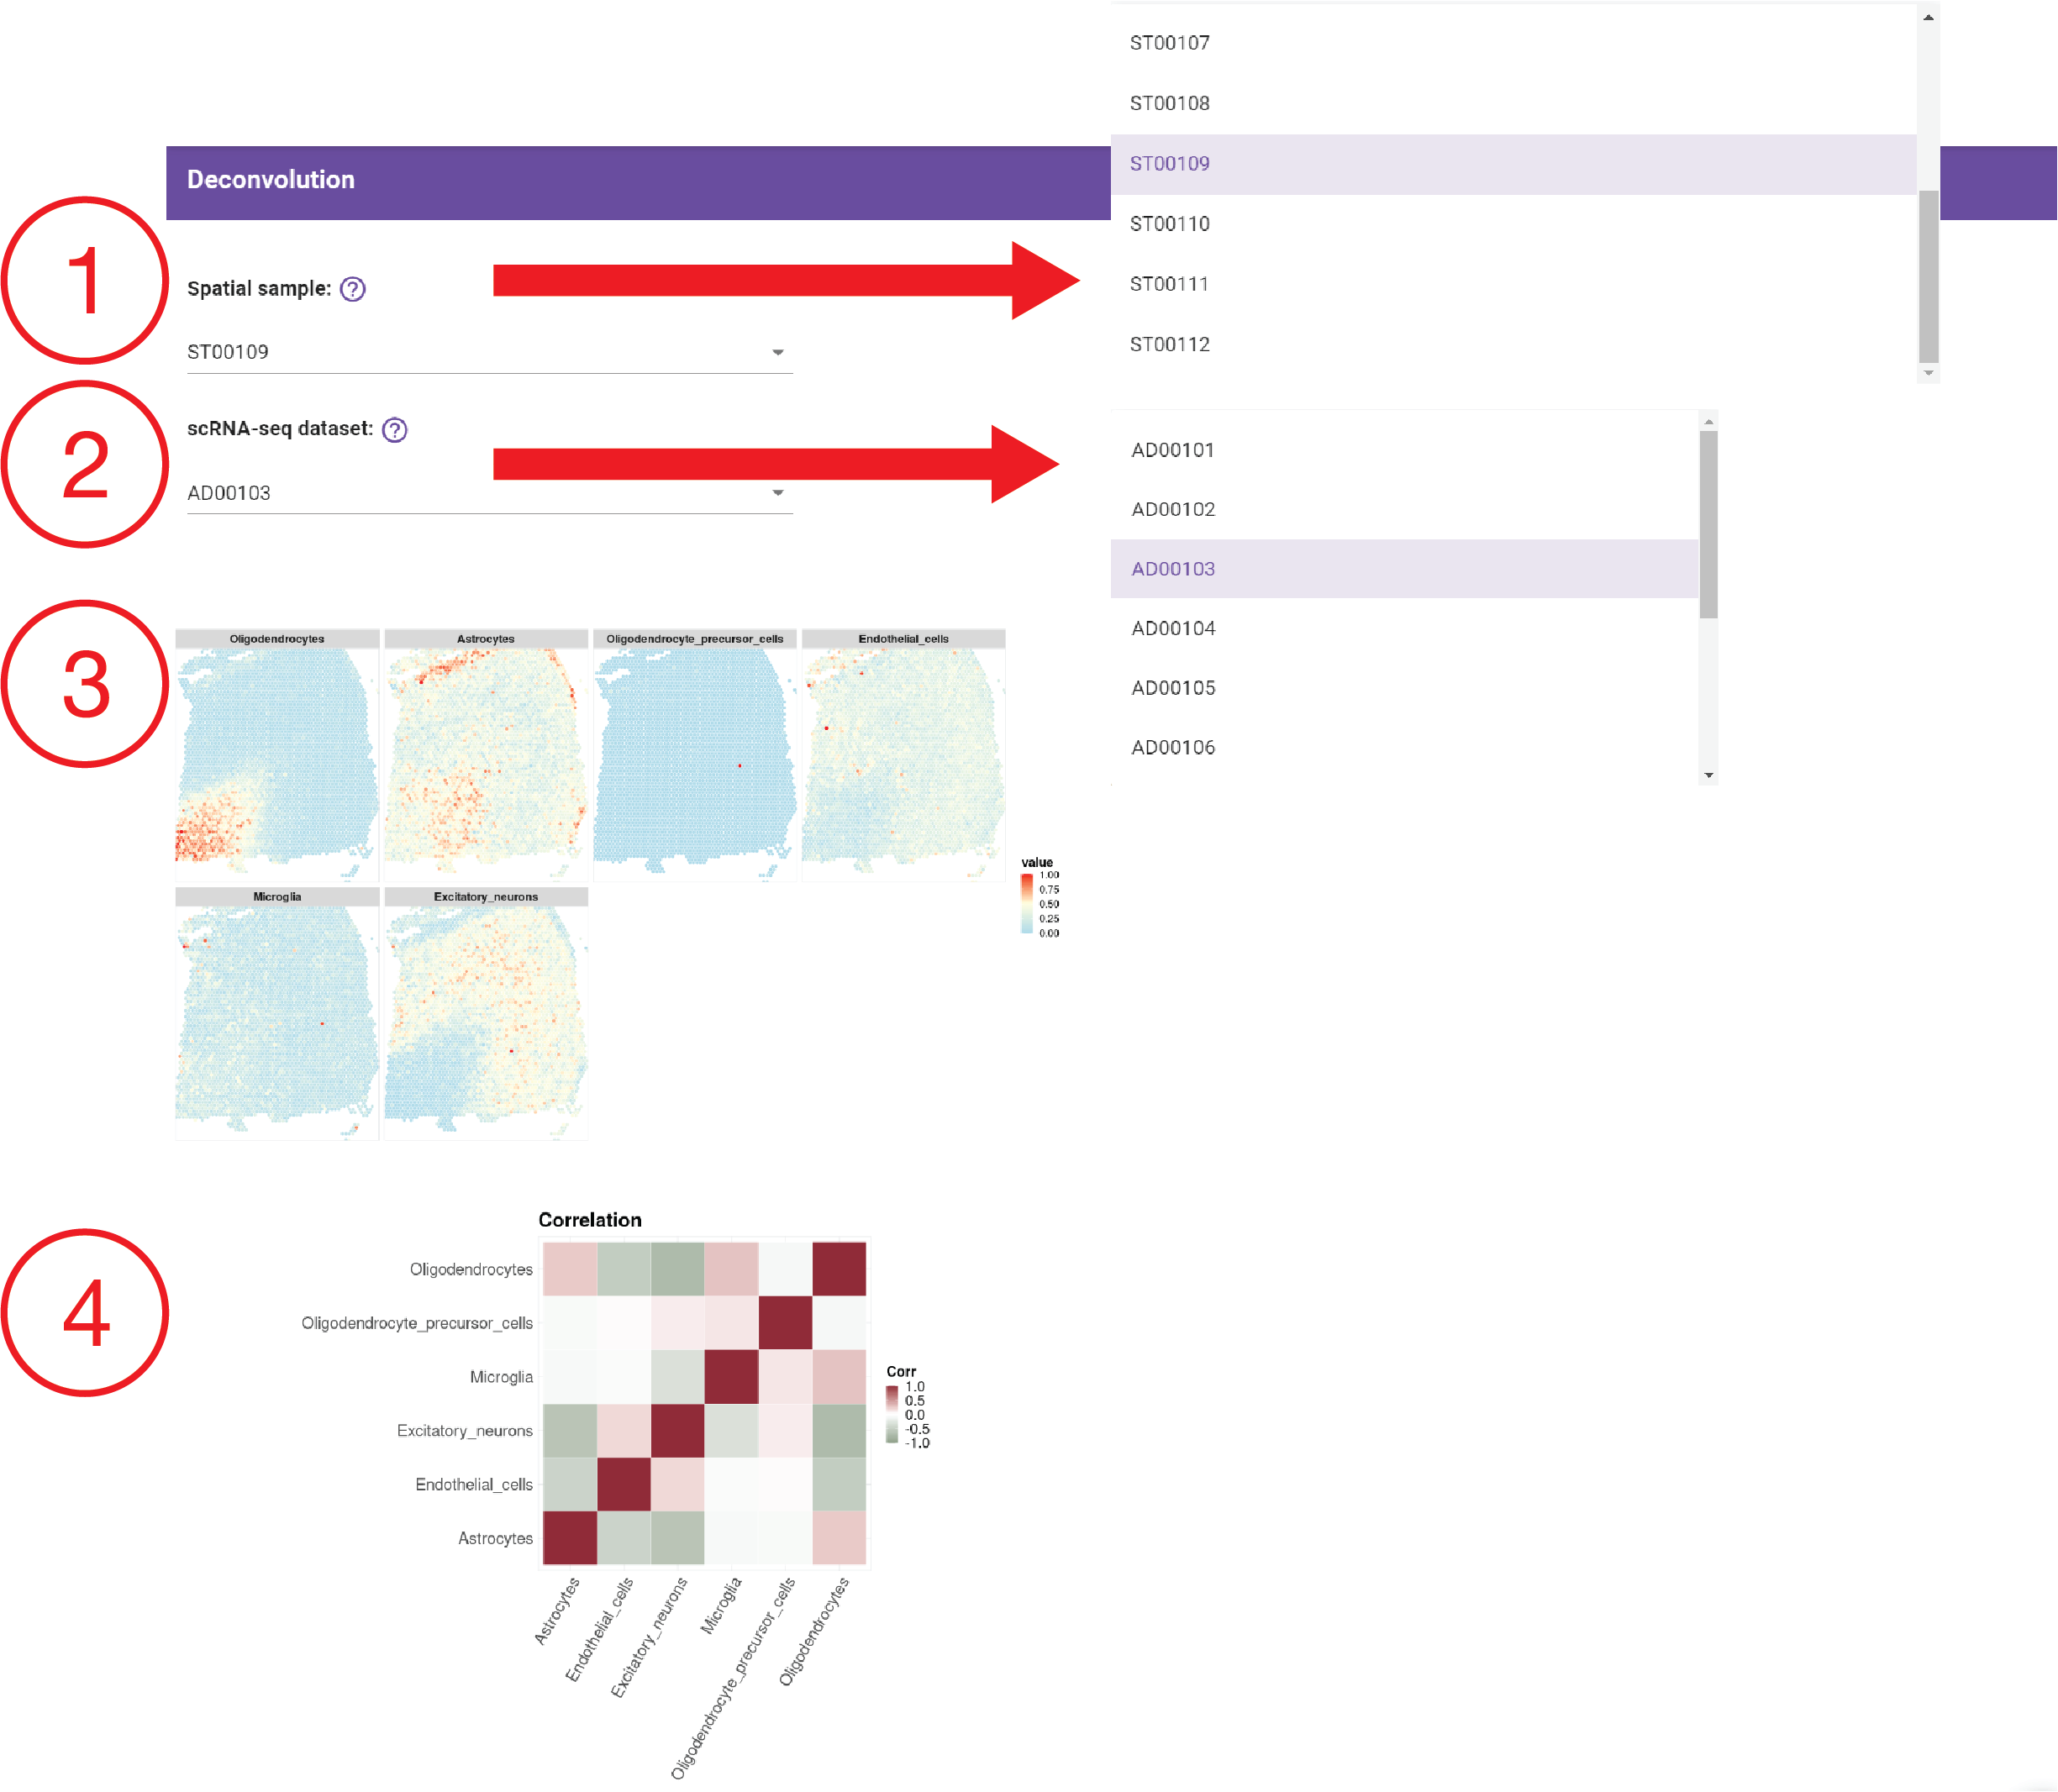 ST00107
ST00108
Deconvolution
ST00109
1
ST00110
Spatial sample: ?
ST00111
ST00109
ST00112
2
scRNA-seq dataset: ?
AD00101
AD00103
AD00102
AD00103
AD00104
AD00105
AD00106
3
Oligodendrocytes
Astrocytes
Oligodendrocyte_precursor_cells
Endothelial_cells
value
1.00
0.75
0.50
0.25
0.00
Microglia
Excitatory_neurons
4
Correlation
Oligodendrocytes
Oligodendrocyte_precursor_cells
Microglia
Excitatory_neurons
Endothelial_cells
Astrocytes
Corr
1.0
0.5
0.0
-0.5
-1.0
Astrocytes
Endothelial_cells
Excitatory_neurons
Microglia
Oligodendrocyte_precursor_cells
Oligodendrocytes